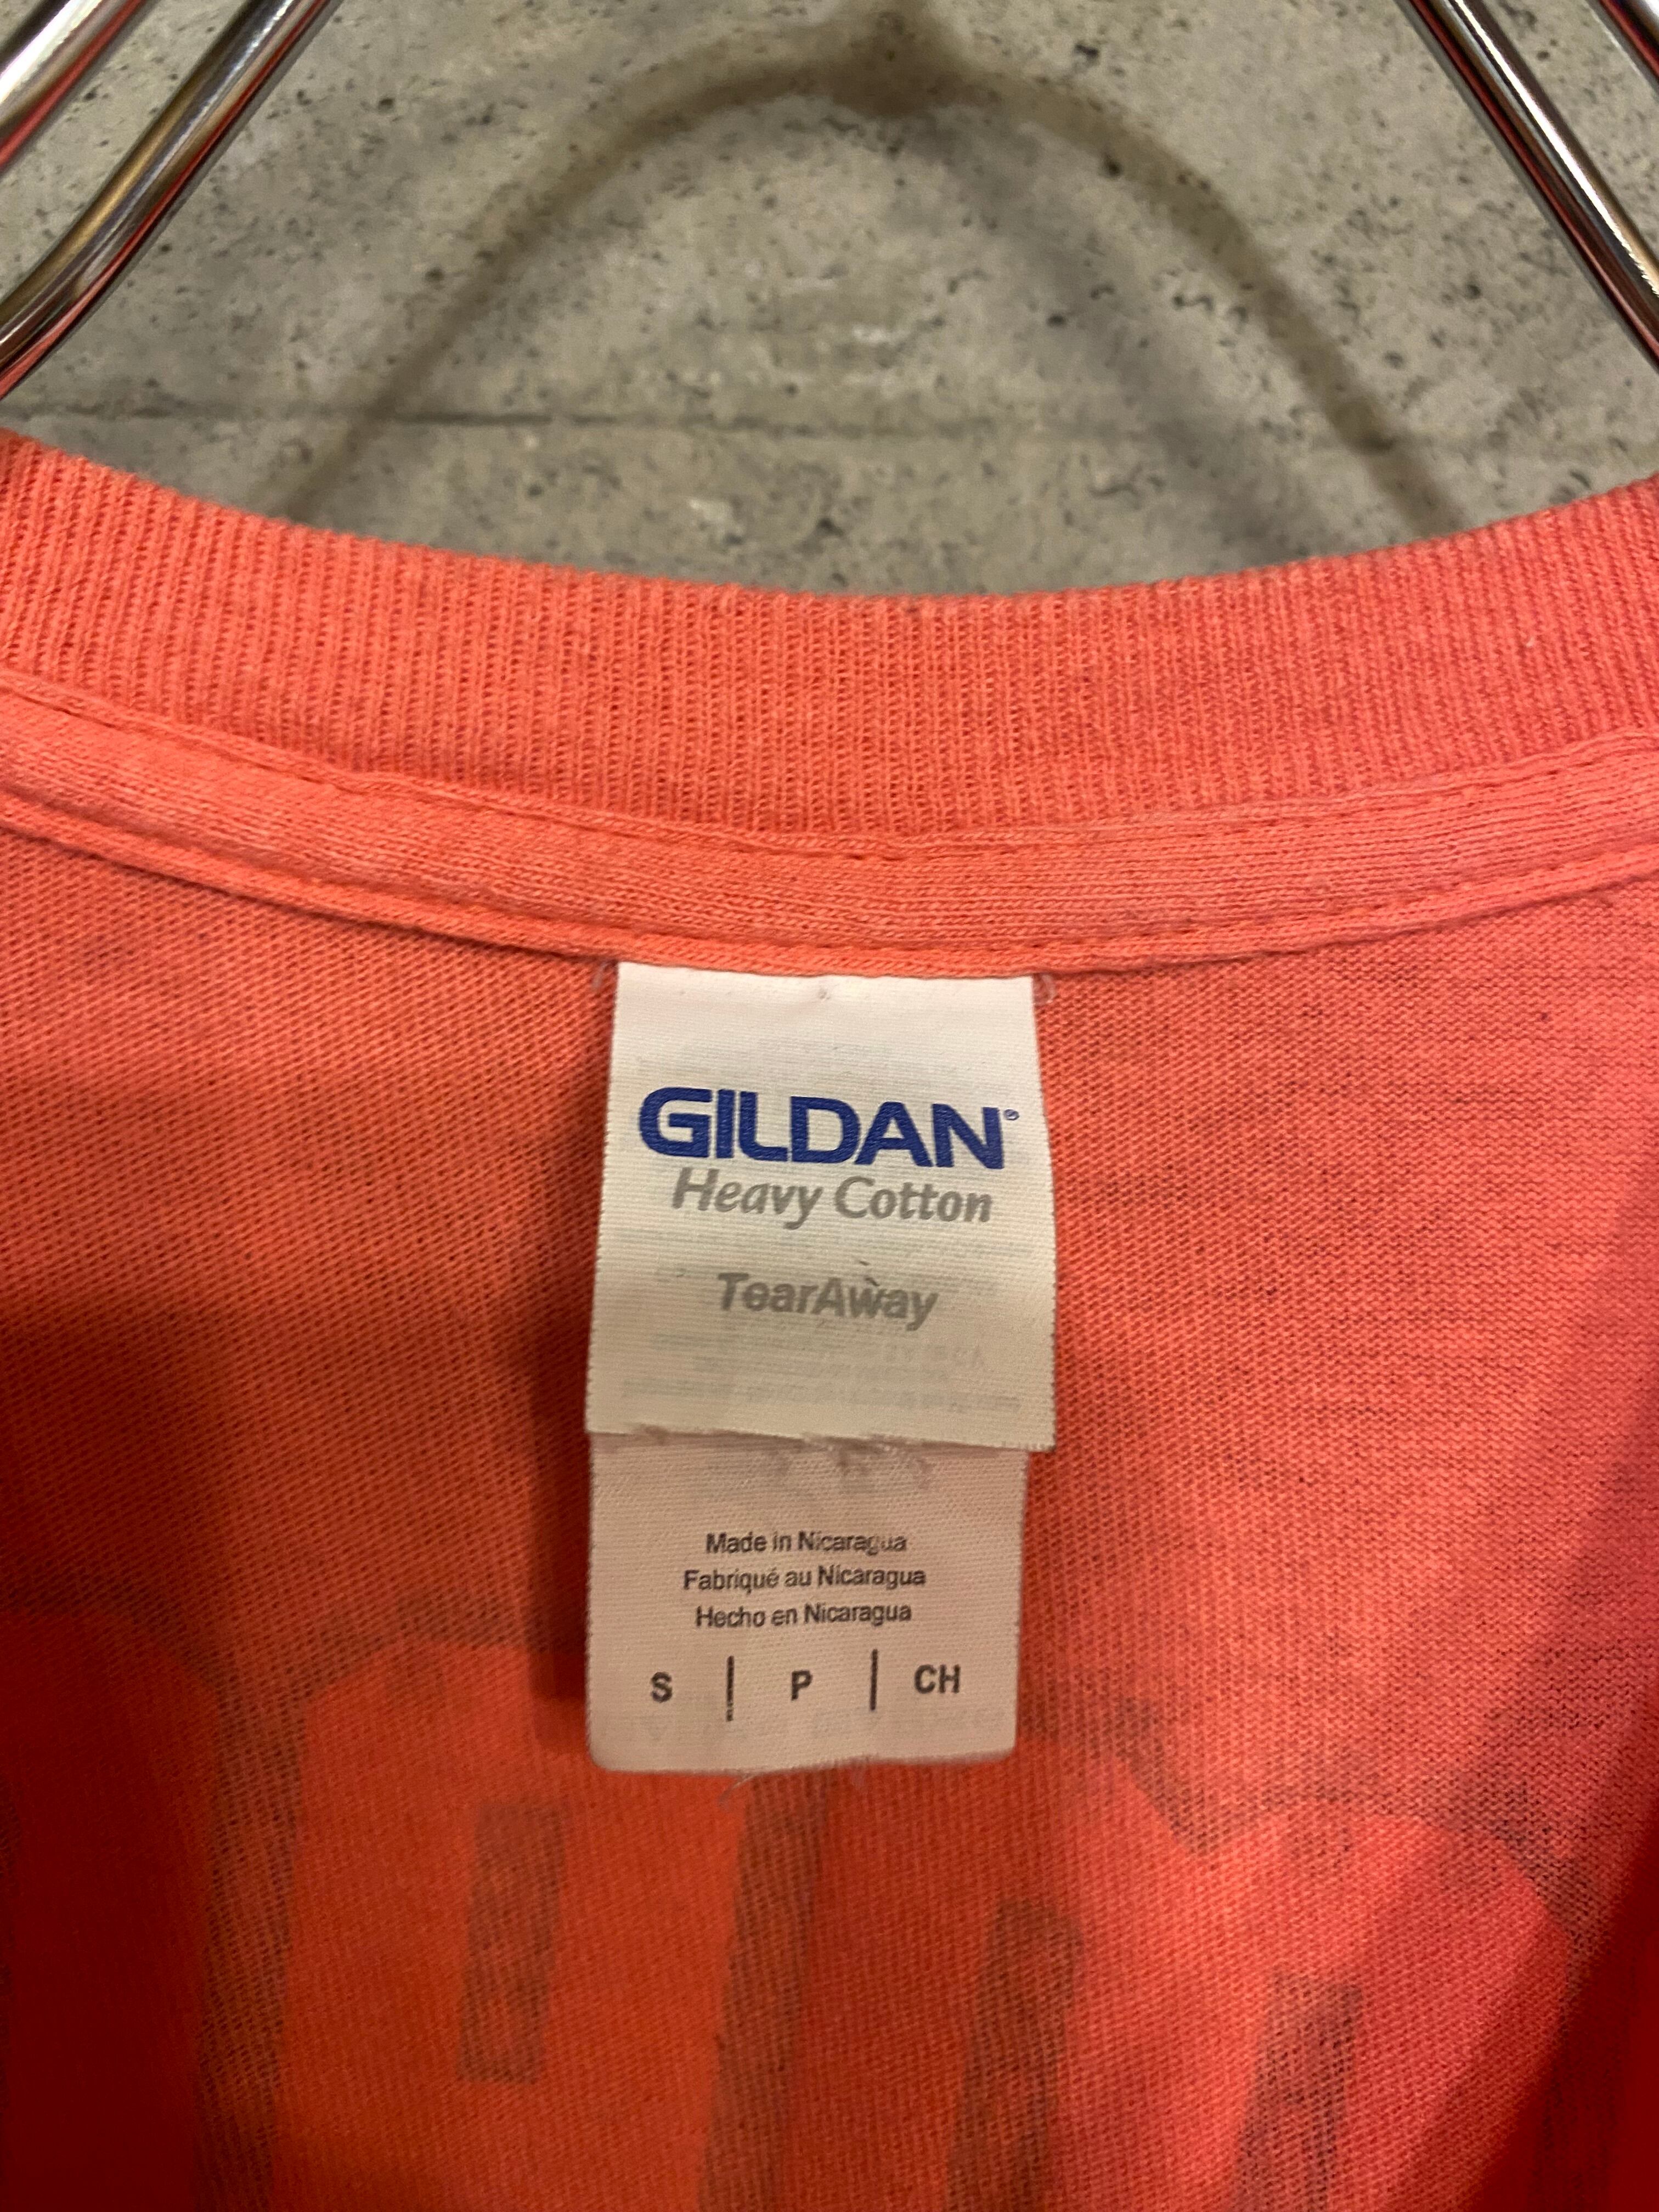 GILDAN®
Heavy Cotton
TearAway
Made in Nicaragua
Fabriqué au Nicaragua
Hecho en Nicaragua
S | P | CH